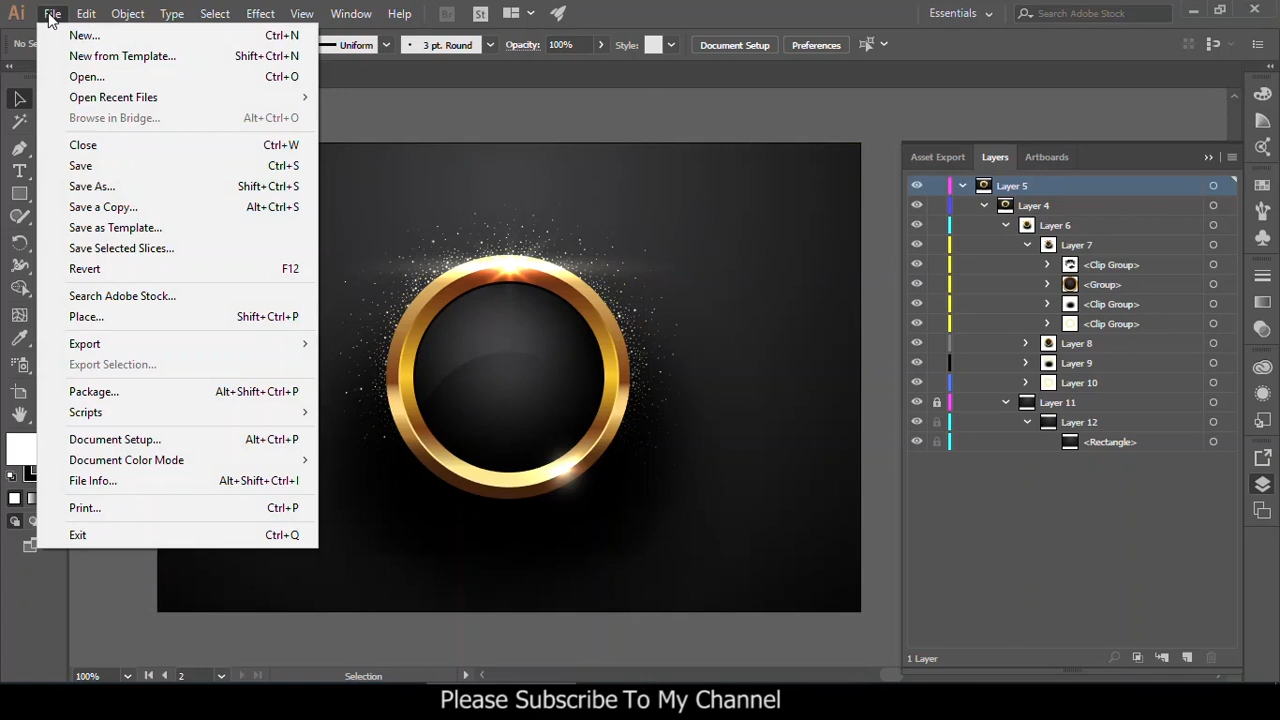 Ai File Edit Object Type Select Effect View Window Help Br St Essentials Search Adobe Stock
No Se Uniform 3 pt. Round Opacity: 100% Style: Document Setup Preferences
New... Ctrl+N
New from Template... Shift+Ctrl+N
Open... Ctrl+O
Open Recent Files
Browse in Bridge... Alt+Ctrl+O
Close Ctrl+W
Save Ctrl+S
Save As... Shift+Ctrl+S
Save a Copy... Alt+Ctrl+S
Save as Template...
Save Selected Slices...
Revert F12
Search Adobe Stock...
Place... Shift+Ctrl+P
Export
Export Selection...
Package... Alt+Shift+Ctrl+P
Scripts
Document Setup... Alt+Ctrl+P
Document Color Mode
File Info... Alt+Shift+Ctrl+I
Print... Ctrl+P
Exit Ctrl+Q
Asset Export Layers Artboards
Layer 5
Layer 4
Layer 6
Layer 7
<Clip Group>
<Group>
<Clip Group>
<Clip Group>
Layer 8
Layer 9
Layer 10
Layer 11
Layer 12
<Rectangle>
1 Layer
100% 2 Selection
Please Subscribe To My Channel